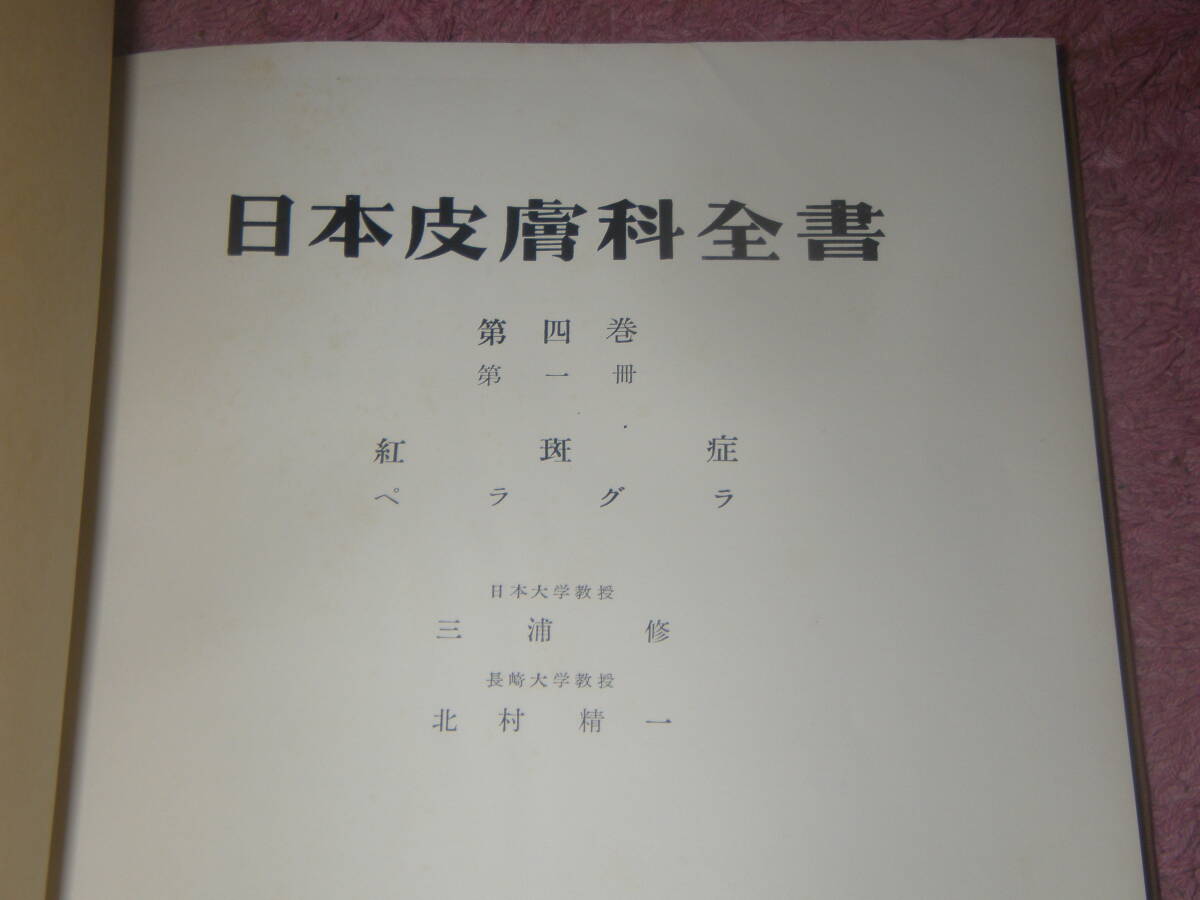 日本皮膚科全書
第四巻
第一冊
紅斑症
ペラグラ
日本大学教授
三浦修
長崎大学教授
北村精一